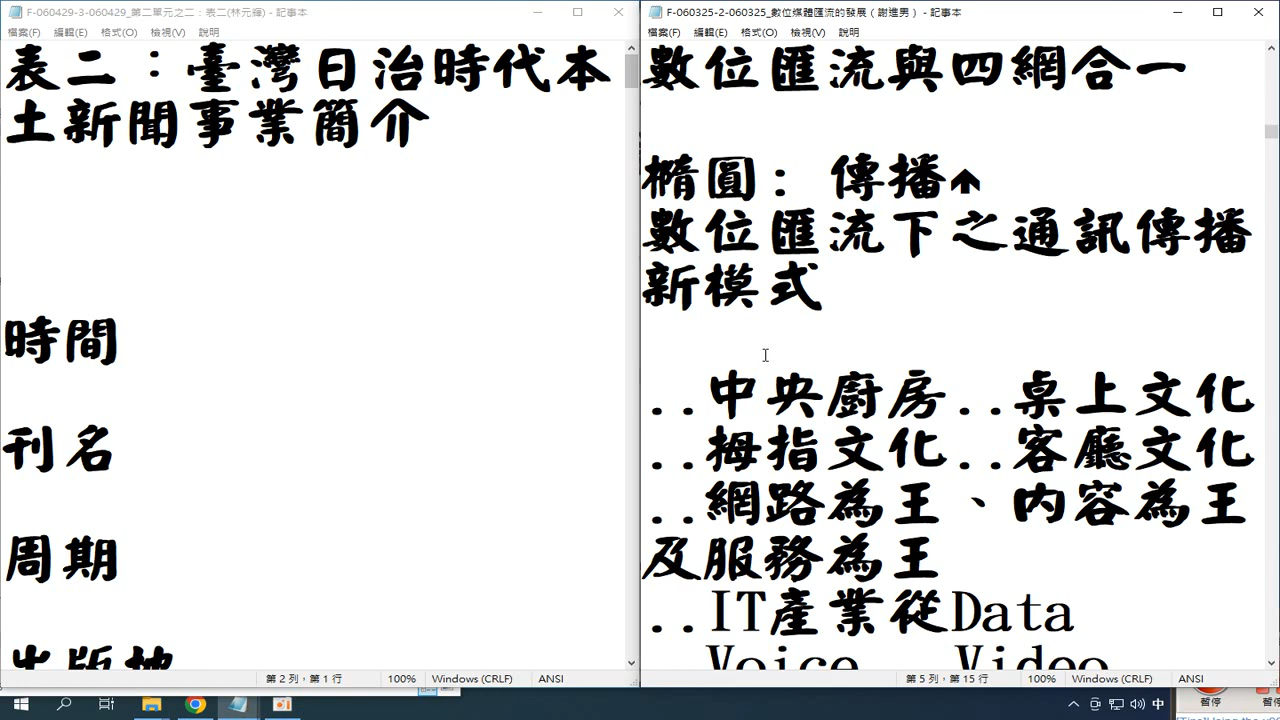 F-060429-3-060429_第二單元之二：表二(林元輝) - 記事本
檔案(F) 編輯(E) 格式(O) 檢視(V) 說明
表二：臺灣日治時代本
土新聞事業簡介
時間
刊名
周期
出版地
第 2 列，第 1 行 100% Windows (CRLF) ANSI
F-060325-2-060325_數位媒體匯流的發展（謝進男） - 記事本
檔案(F) 編輯(E) 格式(O) 檢視(V) 說明
數位匯流與四網合一
橢圓: 傳播↑
數位匯流下之通訊傳播
新模式
..中央廚房..桌上文化
..拇指文化..客廳文化
..網路為王、內容為王
及服務為王
..IT產業從Data
Voice Video
第 5 列，第 15 行 100% Windows (CRLF) ANSI
中
暫停